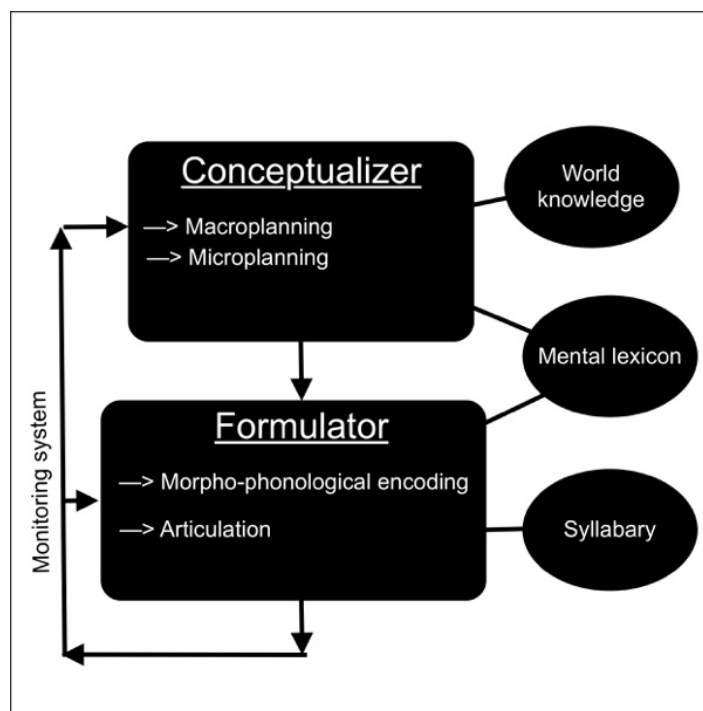 Conceptualizer
—> Macroplanning
—> Microplanning
World
knowledge
Mental lexicon
Formulator
—> Morpho-phonological encoding
—> Articulation
Syllabary
Monitoring system